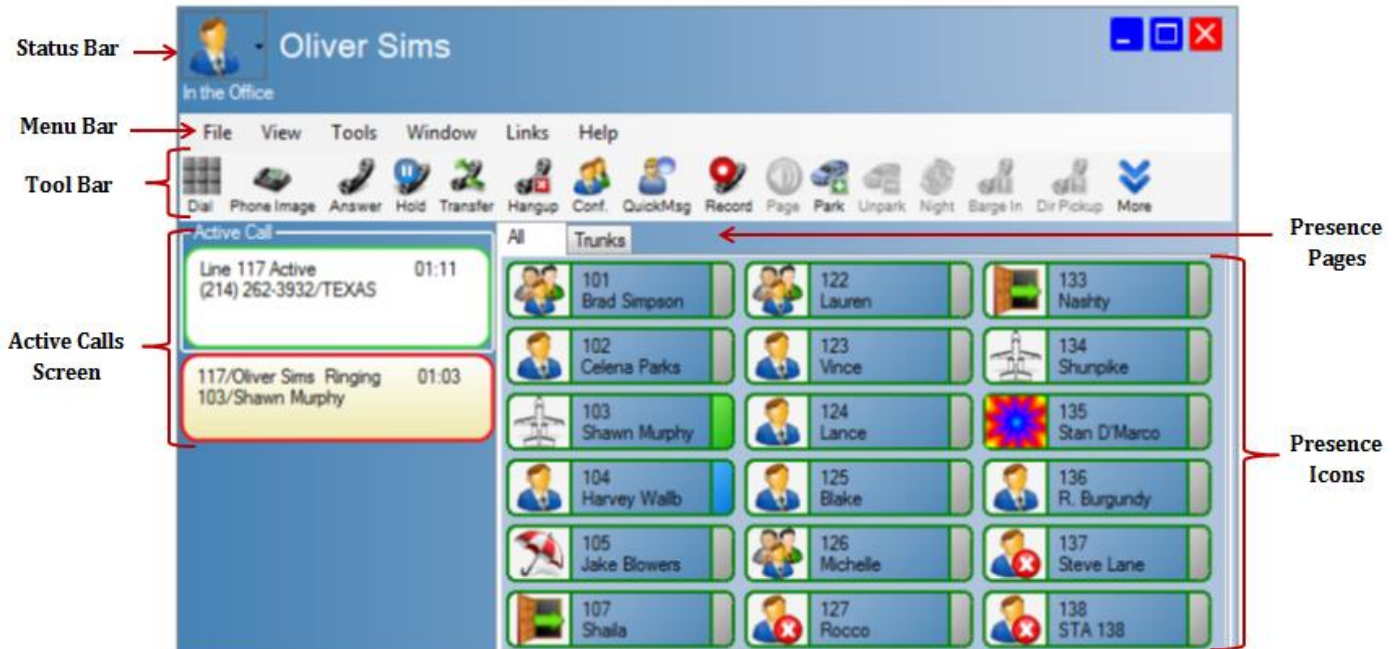 Status Bar
Oliver Sims
In the Office
Menu Bar
File View Tools Window Links Help
Tool Bar
Dial Phone Image Answer Hold Transfer Hangup Conf. QuickMsg Record Page Park Unpark Night Barge In Dir Pickup More
Active Call
All Trunks
Presence
Pages
Line 117 Active 01:11
(214) 262-3932/TEXAS
Active Calls
Screen
117/Oliver Sims Ringing 01:03
103/Shawn Murphy
101
Brad Simpson
122
Lauren
133
Nashty
102
Celena Parks
123
Vince
134
Shunpike
103
Shawn Murphy
124
Lance
135
Stan D'Marco
104
Harvey Wallb
125
Blake
136
R. Burgundy
105
Jake Blowers
126
Michelle
137
Steve Lane
107
Shaila
127
Rocco
138
STA 138
Presence
Icons